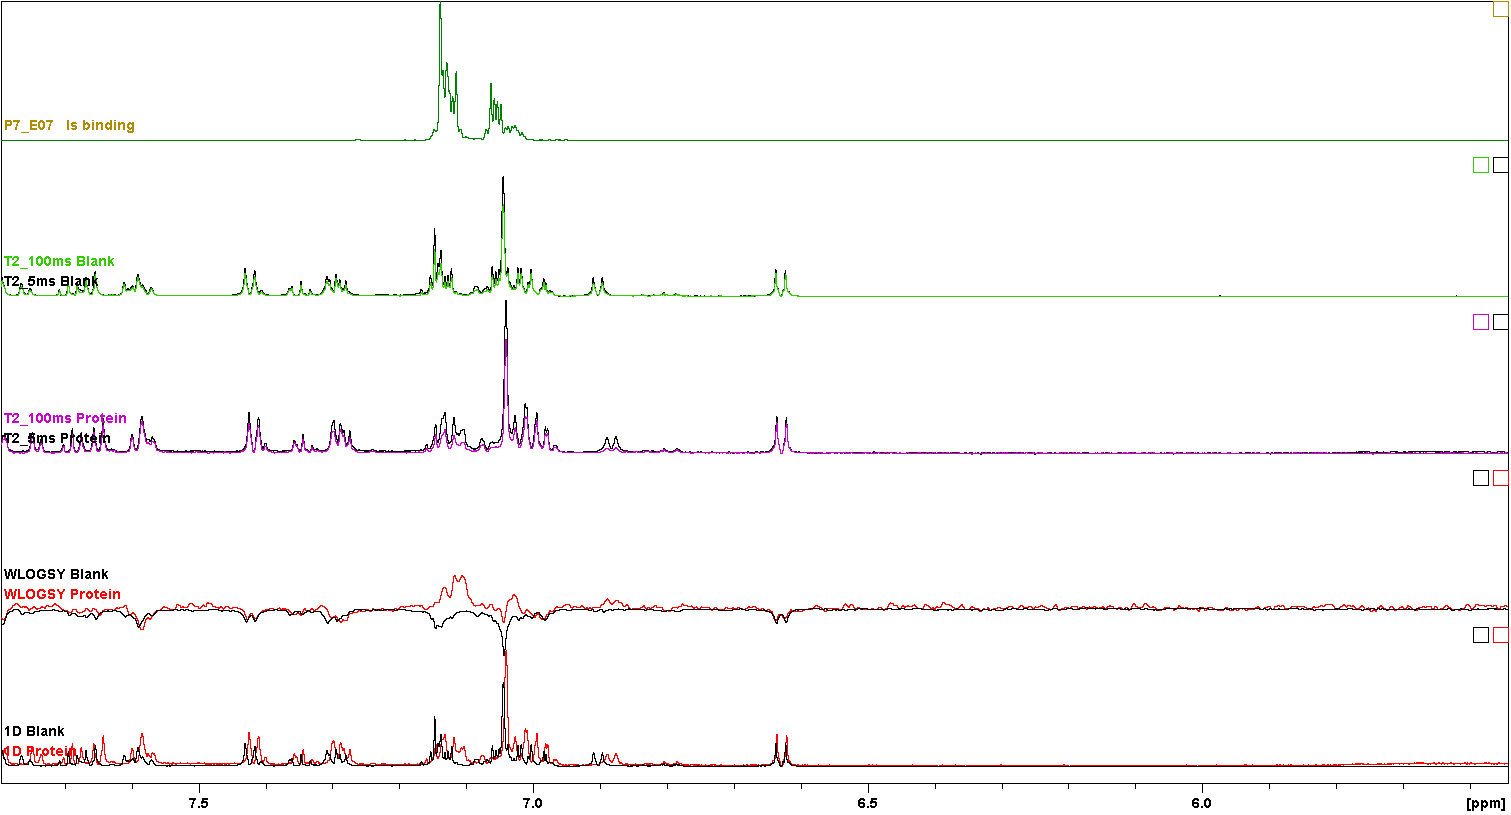 P7_E07 Is binding
T2_100ms Blank
T2_5ms Blank
T2_100ms Protein
T2_5ms Protein
WLOGSY Blank
WLOGSY Protein
1D Blank
1D Protein
7.5 7.0 6.5 6.0 [ppm]